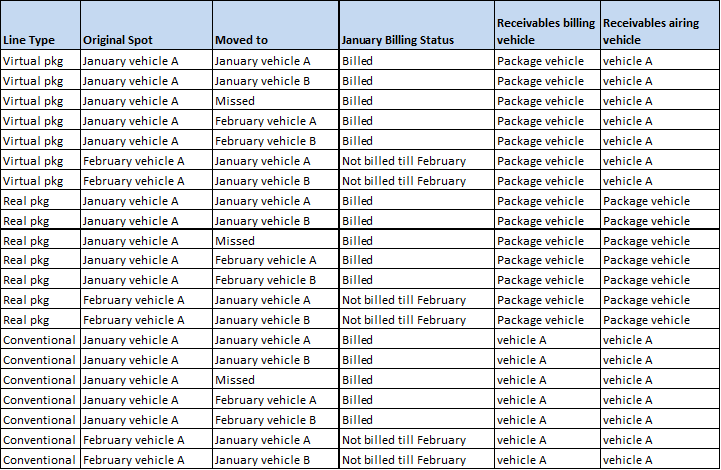 Line Type Original Spot Moved to January Billing Status Receivables billing vehicle Receivables airing vehicle
Virtual pkg January vehicle A January vehicle A Billed Package vehicle vehicle A
Virtual pkg January vehicle A January vehicle B Billed Package vehicle vehicle A
Virtual pkg January vehicle A Missed Billed Package vehicle vehicle A
Virtual pkg January vehicle A February vehicle A Billed Package vehicle vehicle A
Virtual pkg January vehicle A February vehicle B Billed Package vehicle vehicle A
Virtual pkg February vehicle A January vehicle A Not billed till February Package vehicle vehicle A
Virtual pkg February vehicle A January vehicle B Not billed till February Package vehicle vehicle A
Real pkg January vehicle A January vehicle A Billed Package vehicle Package vehicle
Real pkg January vehicle A January vehicle B Billed Package vehicle Package vehicle
Real pkg January vehicle A Missed Billed Package vehicle Package vehicle
Real pkg January vehicle A February vehicle A Billed Package vehicle Package vehicle
Real pkg January vehicle A February vehicle B Billed Package vehicle Package vehicle
Real pkg February vehicle A January vehicle A Not billed till February Package vehicle Package vehicle
Real pkg February vehicle A January vehicle B Not billed till February Package vehicle Package vehicle
Conventional January vehicle A January vehicle A Billed vehicle A vehicle A
Conventional January vehicle A January vehicle B Billed vehicle A vehicle A
Conventional January vehicle A Missed Billed vehicle A vehicle A
Conventional January vehicle A February vehicle A Billed vehicle A vehicle A
Conventional January vehicle A February vehicle B Billed vehicle A vehicle A
Conventional February vehicle A January vehicle A Not billed till February vehicle A vehicle A
Conventional February vehicle A January vehicle B Not billed till February vehicle A vehicle A